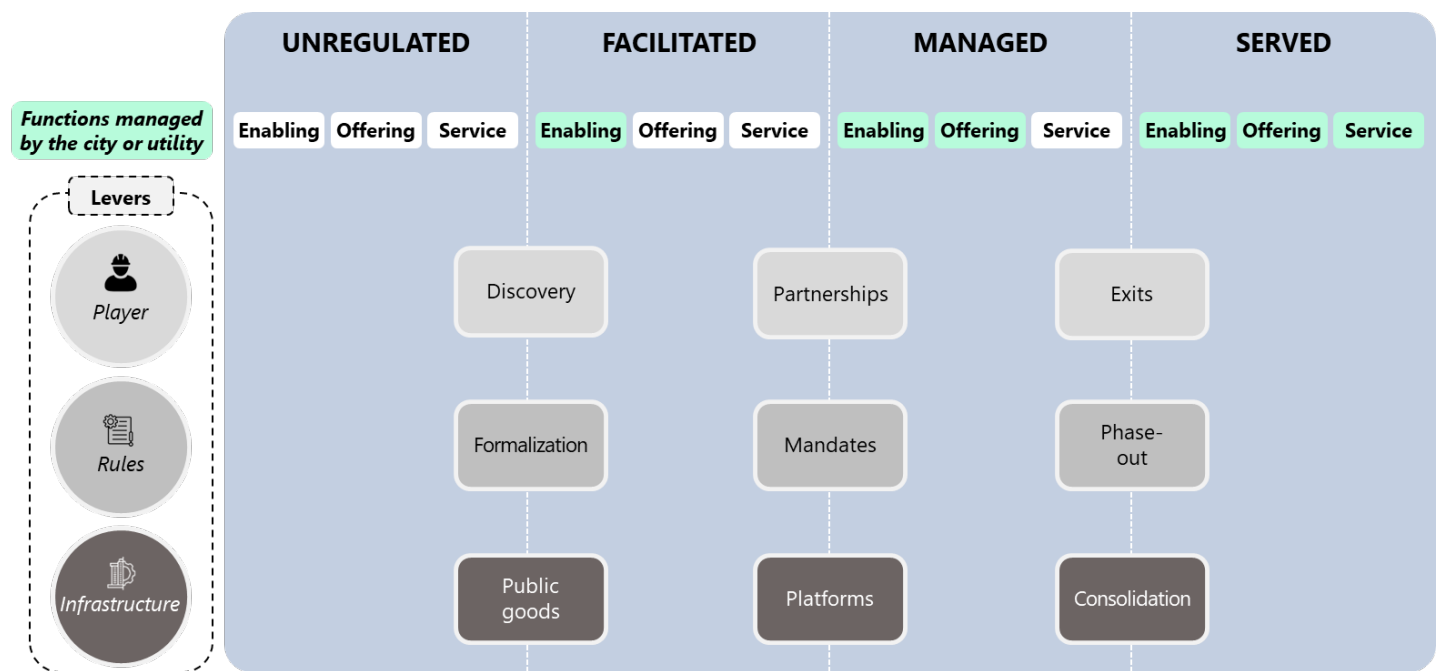 UNREGULATED
FACILITATED
MANAGED
SERVED
Functions managed
by the city or utility
Enabling
Offering
Service
Enabling
Offering
Service
Enabling
Offering
Service
Enabling
Offering
Service
Levers
Player
Discovery
Partnerships
Exits
Rules
Formalization
Mandates
Phase-
out
Infrastructure
Public
goods
Platforms
Consolidation